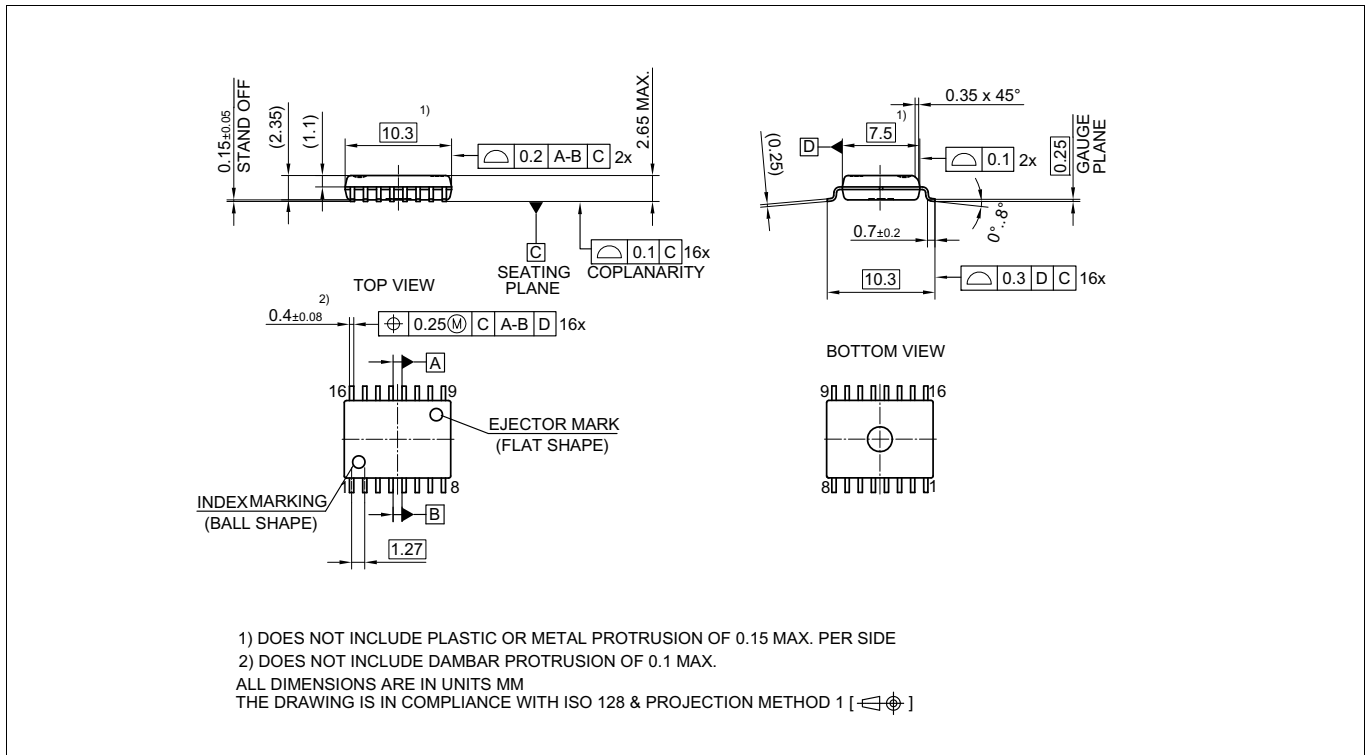 0.15±0.05
STAND OFF
(2.35)
(1.1)
10.3
1)
2.65 MAX.
⌓ 0.2 A-B C 2x
C
SEATING
PLANE
⌓ 0.1 C 16x
COPLANARITY
0.35 x 45°
1)
7.5
D
(0.25)
⌓ 0.1 2x
0.25
GAUGE
PLANE
0°..8°
0.7±0.2
10.3
⌓ 0.3 D C 16x
TOP VIEW
2)
0.4±0.08
⌖ 0.25Ⓜ C A-B D 16x
A
16
9
EJECTOR MARK
(FLAT SHAPE)
INDEX MARKING
(BALL SHAPE)
1
8
B
1.27
BOTTOM VIEW
9
16
8
1
1) DOES NOT INCLUDE PLASTIC OR METAL PROTRUSION OF 0.15 MAX. PER SIDE
2) DOES NOT INCLUDE DAMBAR PROTRUSION OF 0.1 MAX.
ALL DIMENSIONS ARE IN UNITS MM
THE DRAWING IS IN COMPLIANCE WITH ISO 128 & PROJECTION METHOD 1 [ ]